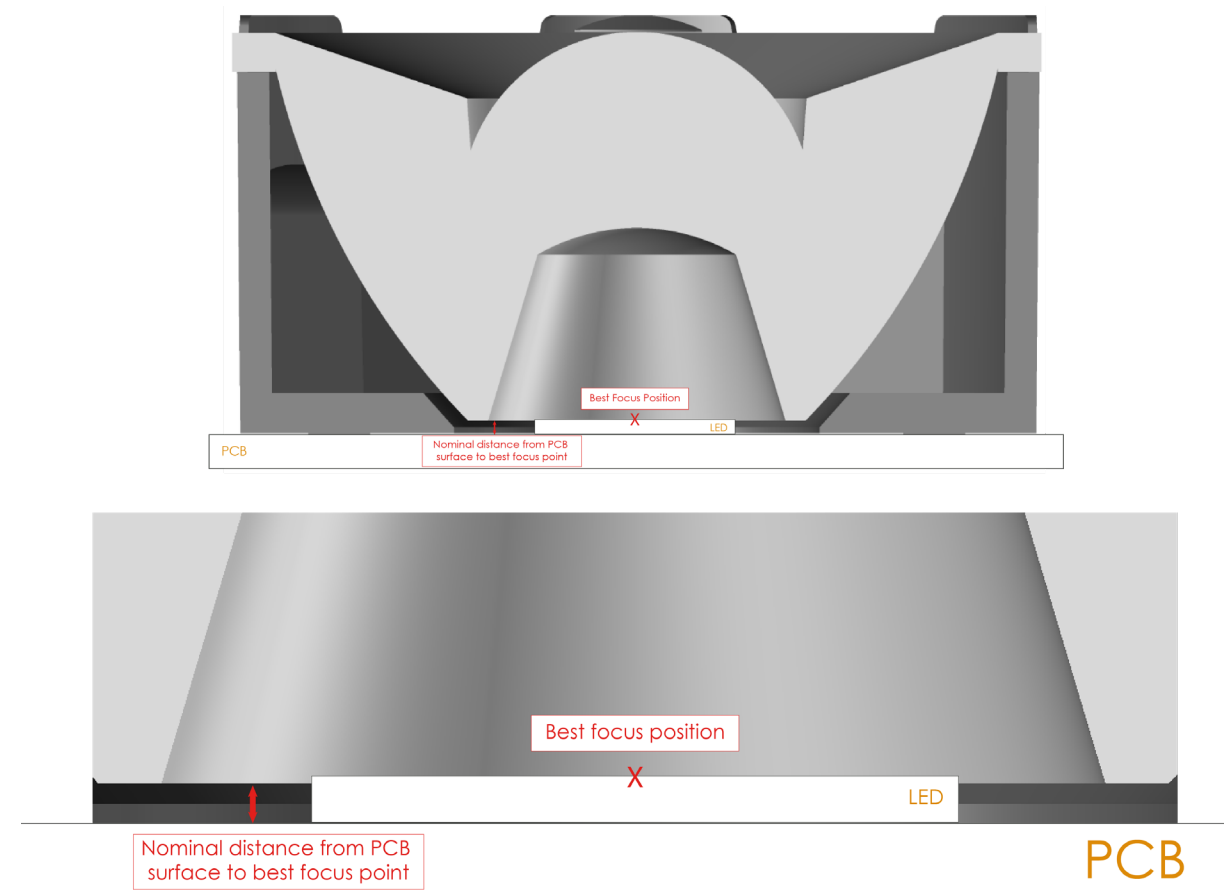 Best Focus Position
X
LED
PCB
Nominal distance from PCB
surface to best focus point
Best focus position
X
LED
Nominal distance from PCB
surface to best focus point
PCB